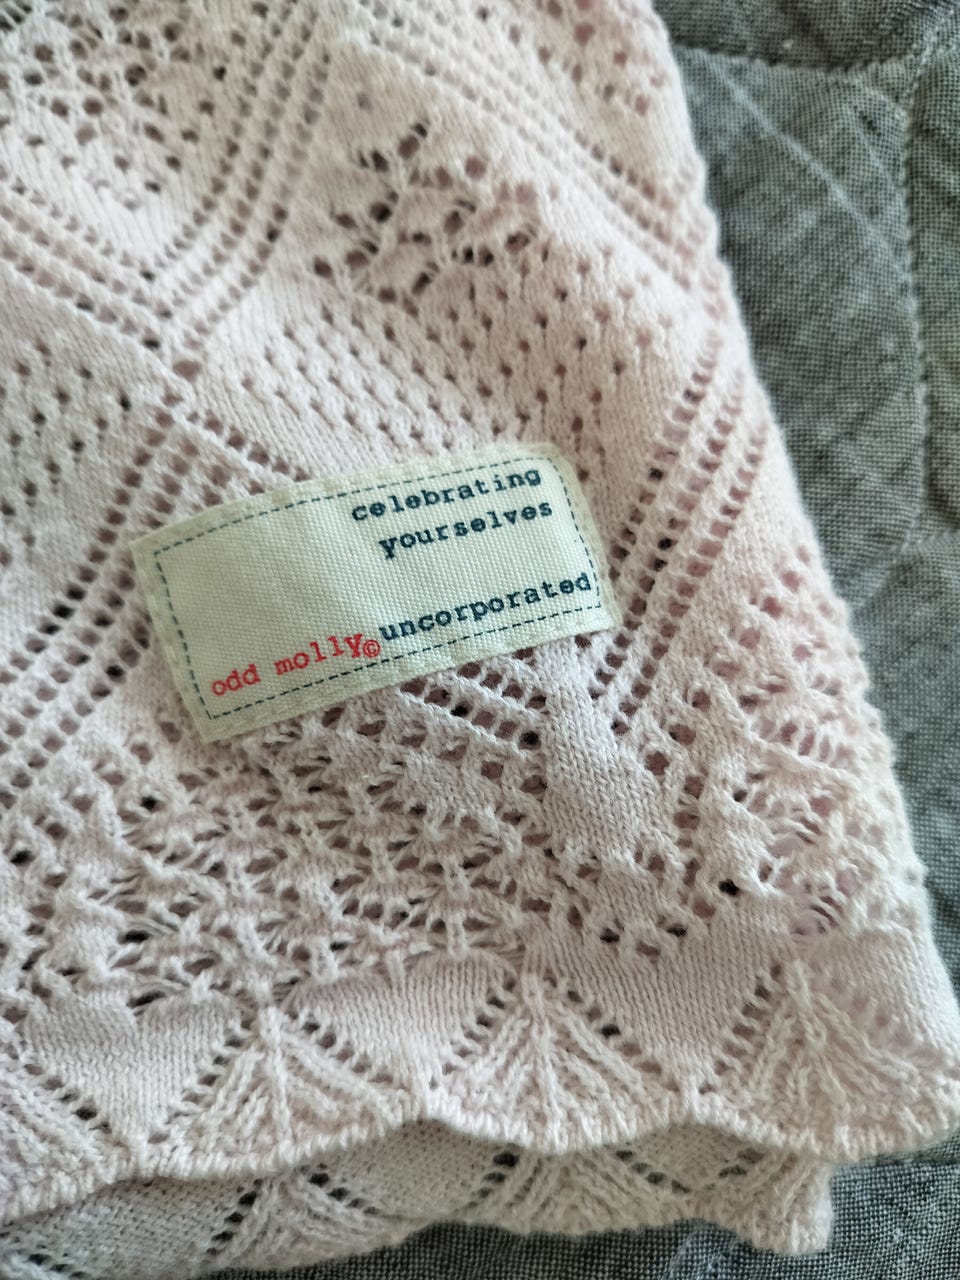 celebrating
yourselves
odd molly© uncorporated